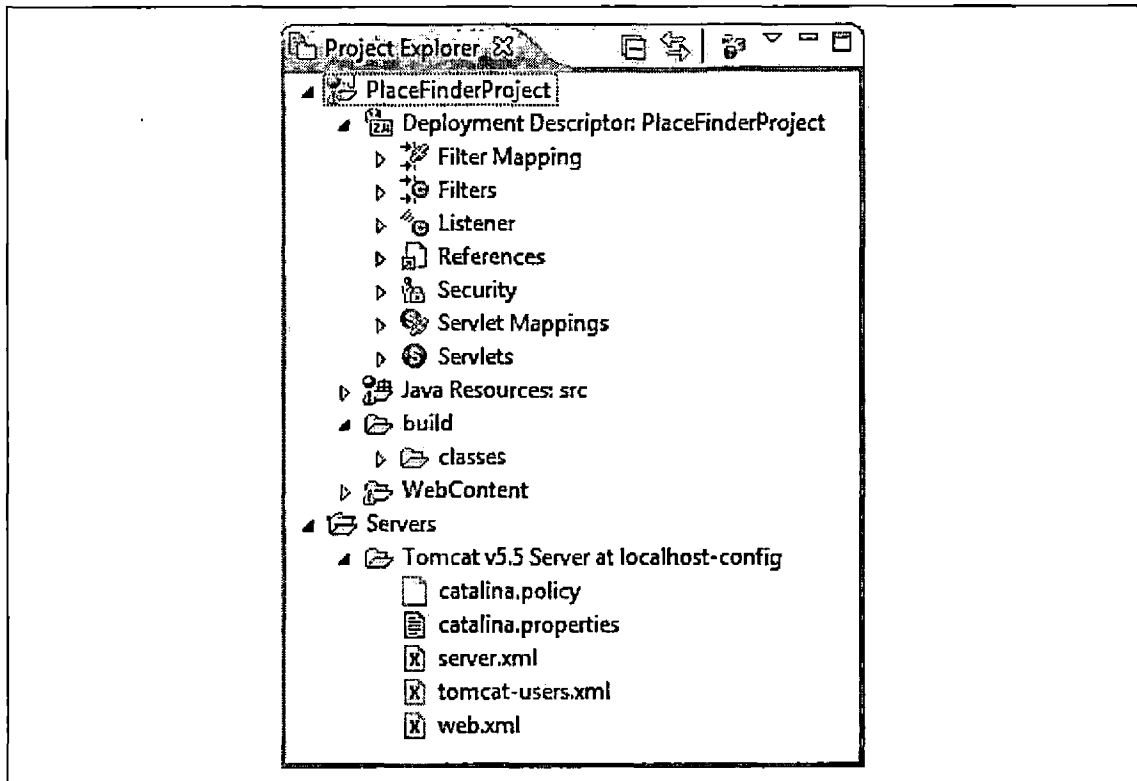 Project Explorer
PlaceFinderProject
Deployment Descriptor: PlaceFinderProject
Filter Mapping
Filters
Listener
References
Security
Servlet Mappings
Servlets
Java Resources: src
build
classes
WebContent
Servers
Tomcat v5.5 Server at localhost-config
catalina.policy
catalina.properties
server.xml
tomcat-users.xml
web.xml